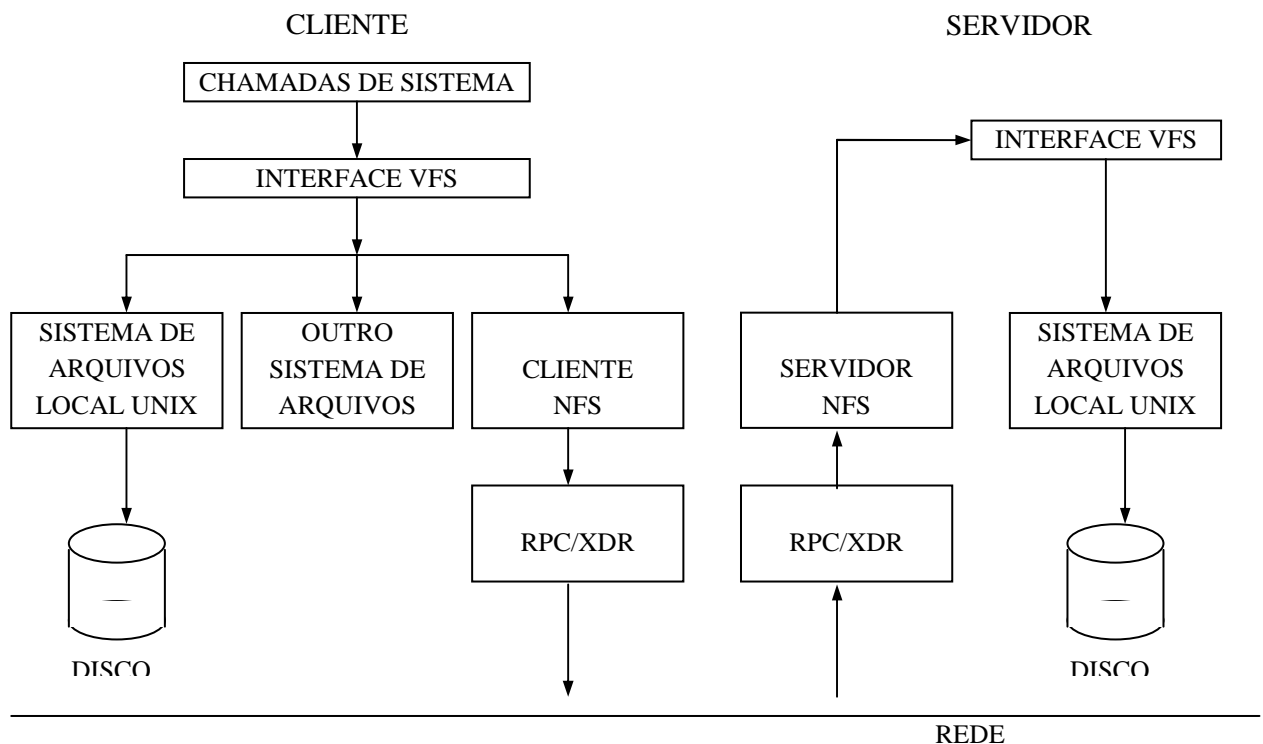 CLIENTE
SERVIDOR
CHAMADAS DE SISTEMA
INTERFACE VFS
INTERFACE VFS
SISTEMA DE
ARQUIVOS
LOCAL UNIX
OUTRO
SISTEMA DE
ARQUIVOS
CLIENTE
NFS
SERVIDOR
NFS
SISTEMA DE
ARQUIVOS
LOCAL UNIX
RPC/XDR
RPC/XDR
DISCO
DISCO
REDE